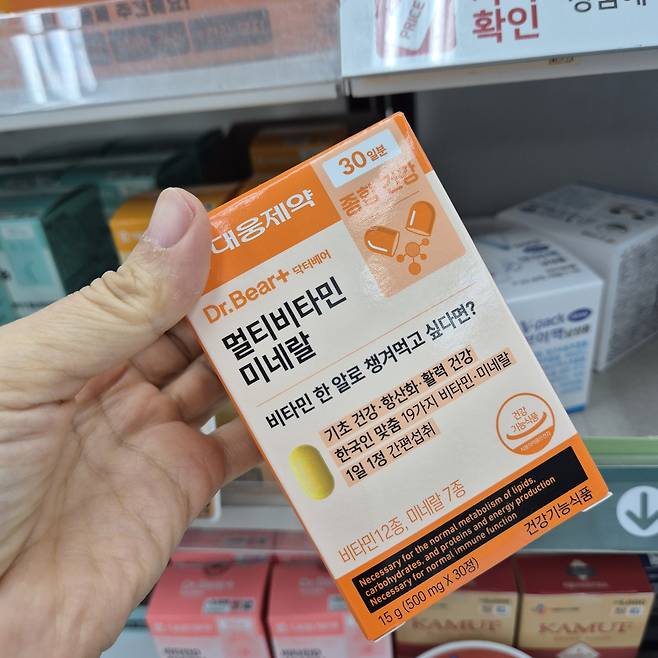 PRICE
확인
30일분
종합 건강
대웅제약
Dr.Bear+ 닥터베어
멀티비타민
미네랄
비타민 한 알로 챙겨먹고 싶다면?
기초 건강·항산화·활력 건강
한국인 맞춤 19가지 비타민·미네랄
1일 1정 간편섭취
건강
기능식품
비타민12종, 미네랄 7종
Necessary for the normal metabolism of lipids,
carbohydrates, and proteins and energy production
Necessary for normal immune function
15 g (500 mg X 30정)
건강기능식품
KAMUF
KAMUF